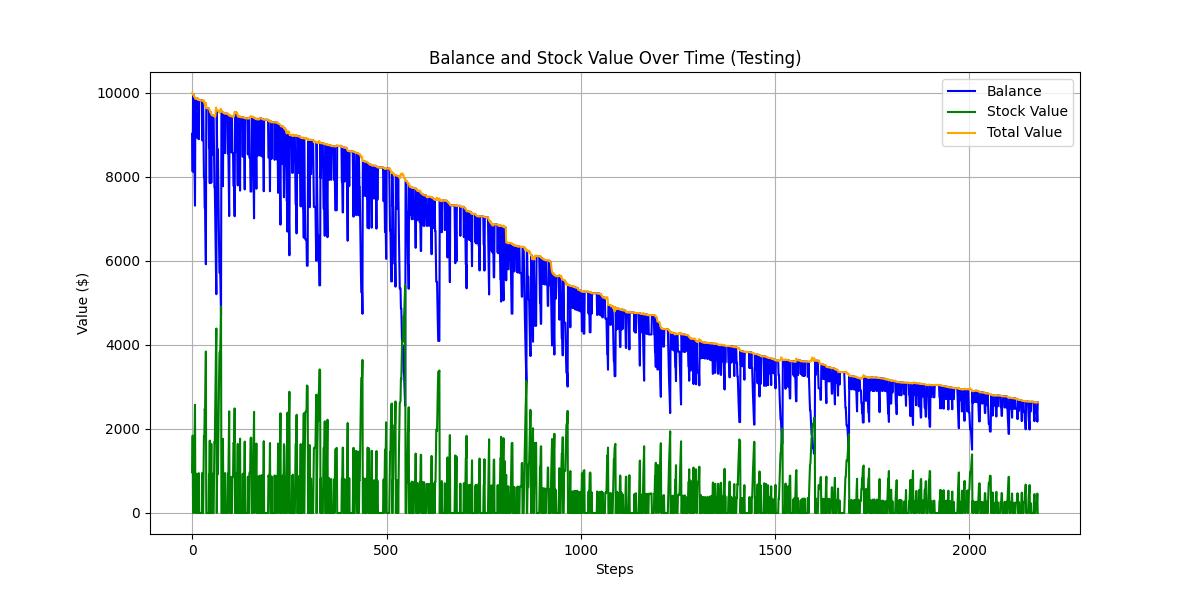 Balance and Stock Value Over Time (Testing)
Balance
Stock Value
Total Value
Value ($)
10000
8000
6000
4000
2000
0
0 500 1000 1500 2000
Steps